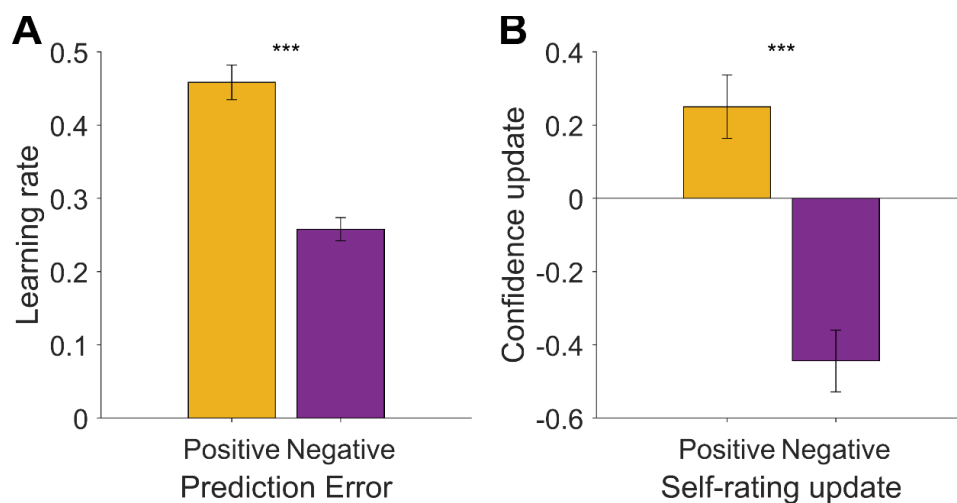 A
***
0.5
0.4
0.3
0.2
0.1
0
Learning rate
Positive Negative
Prediction Error
B
***
0.4
0.2
0
-0.2
-0.4
-0.6
Confidence update
Positive Negative
Self-rating update